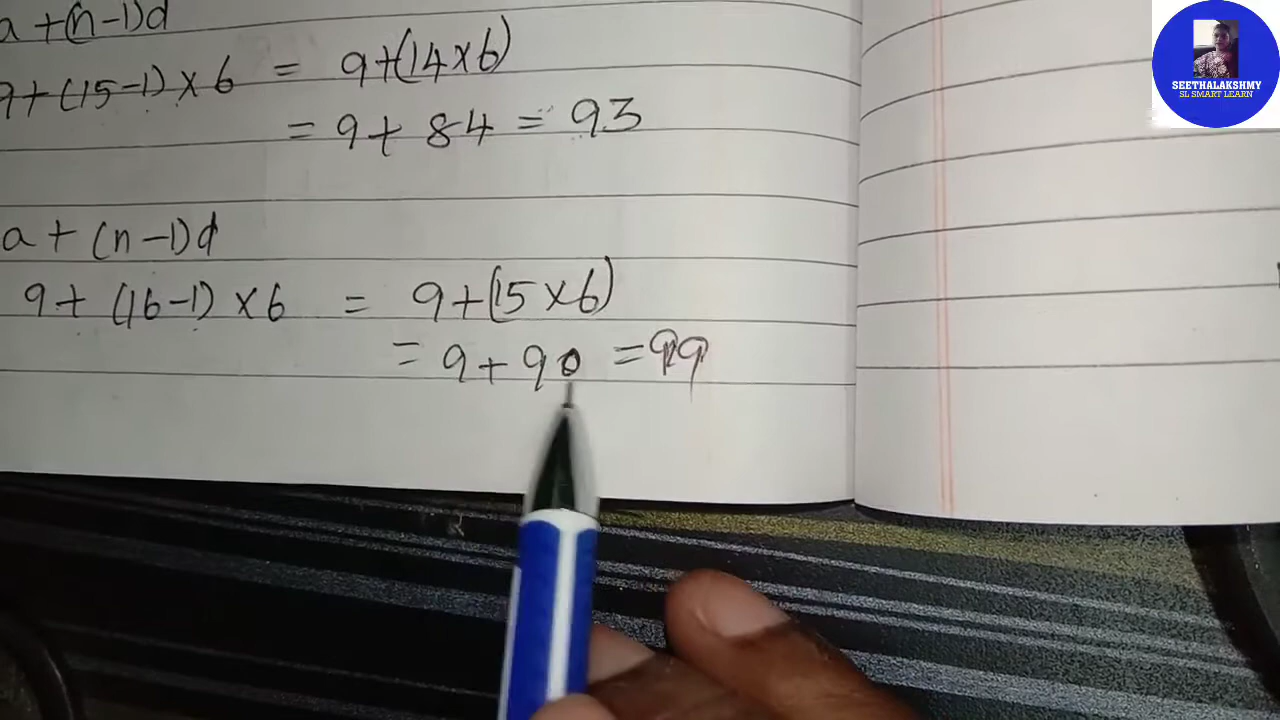 a + (n-1)d
9 + (15-1) × 6 = 9 + (14 × 6)
= 9 + 84 = 93
a + (n-1)d
9 + (16-1) × 6 = 9 + (15 × 6)
= 9 + 90 = 99
SEETHALAKSHMY
SL SMART LEARN